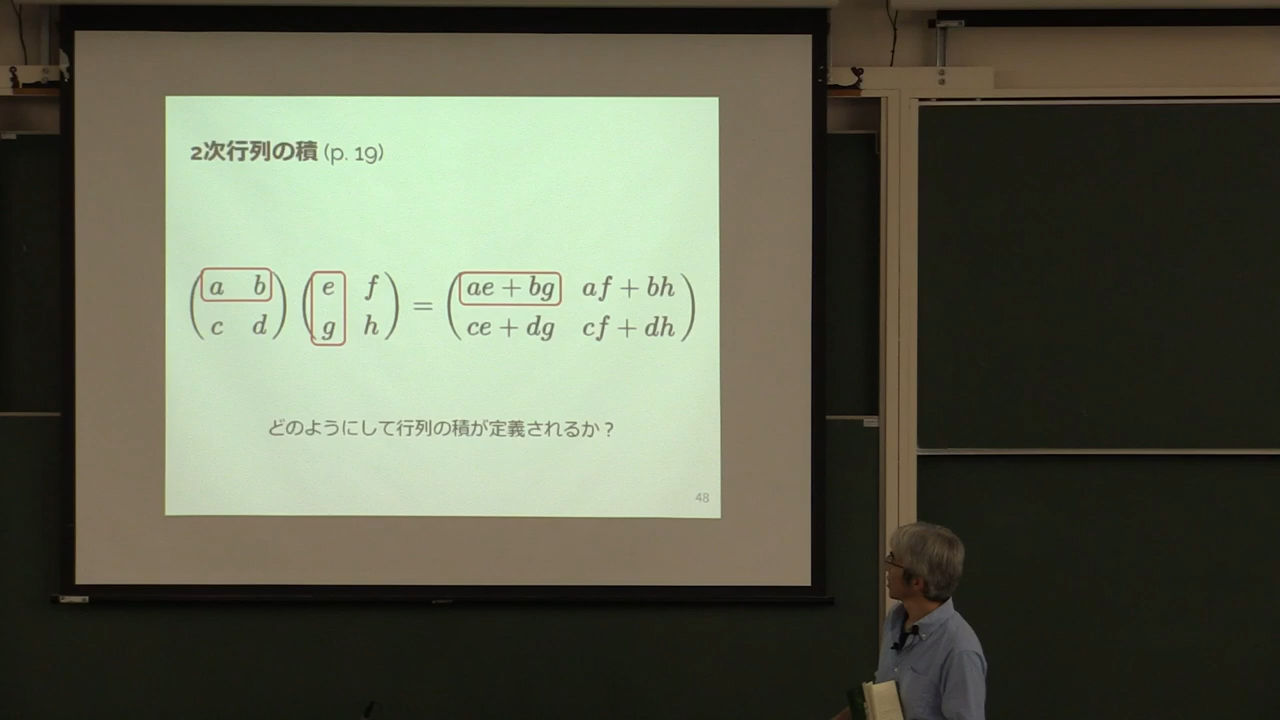 2次行列の積 (p. 19)
(a b
c d) (e f
g h) = (ae + bg af + bh
ce + dg cf + dh)
どのようにして行列の積が定義されるか？
48